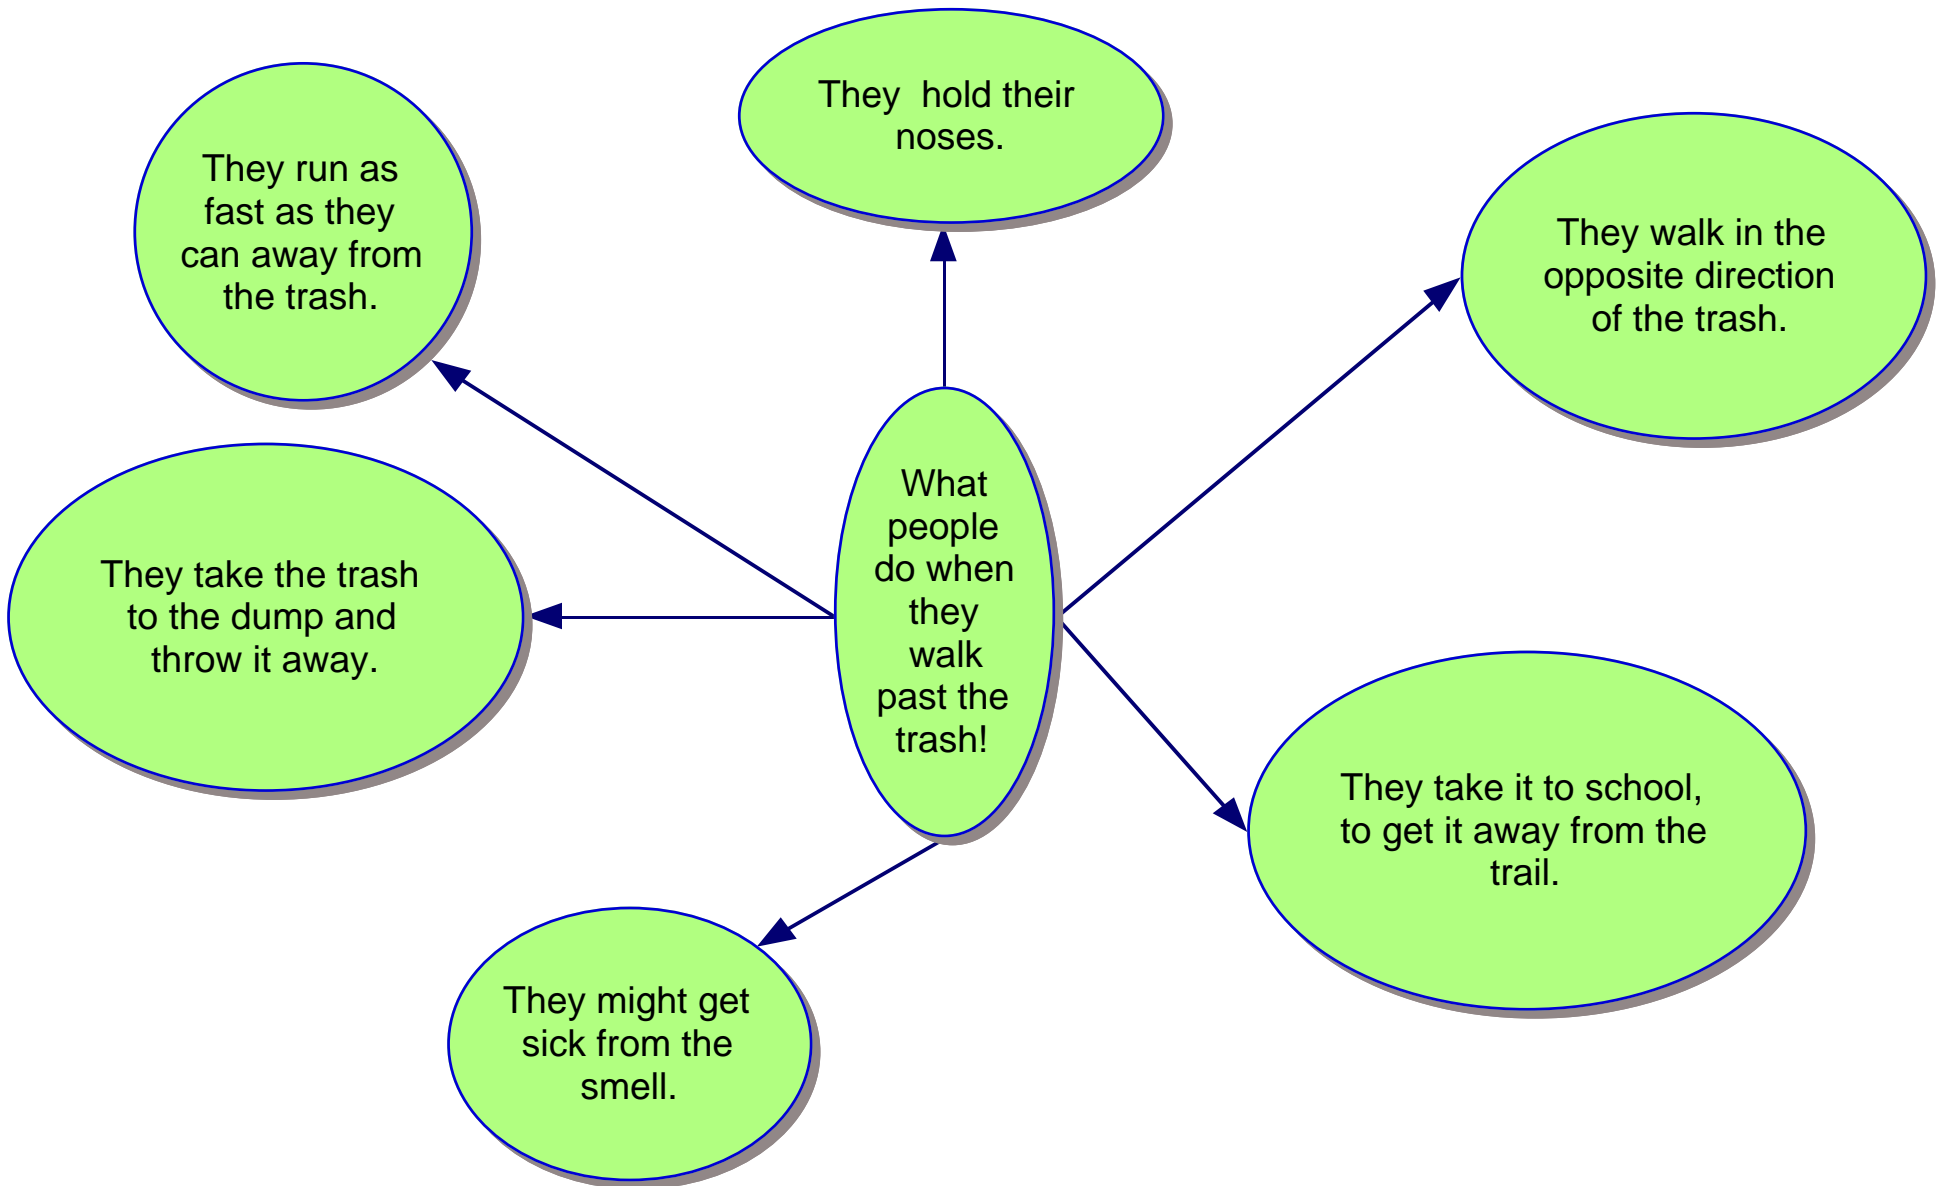 They hold their
noses.
They run as
fast as they
can away from
the trash.
They walk in the
opposite direction
of the trash.
What
people
do when
they
walk
past the
trash!
They take the trash
to the dump and
throw it away.
They take it to school,
to get it away from the
trail.
They might get
sick from the
smell.